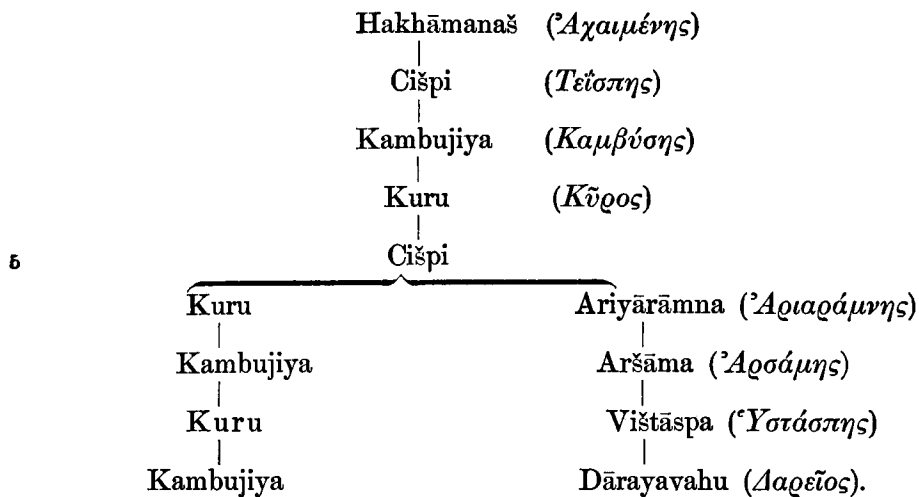 Hakhāmanaš (Ἀχαιμένης)
Cišpi (Τεΐσπης)
Kambujiya (Καμβύσης)
Kuru (Κῦρος)
5 Cišpi
Kuru Ariyārāmna (Ἀριαράμνης)
Kambujiya Aršāma (Ἀρσάμης)
Kuru Vištāspa (Ὑστάσπης)
Kambujiya Dārayavahu (Δαρεῖος).